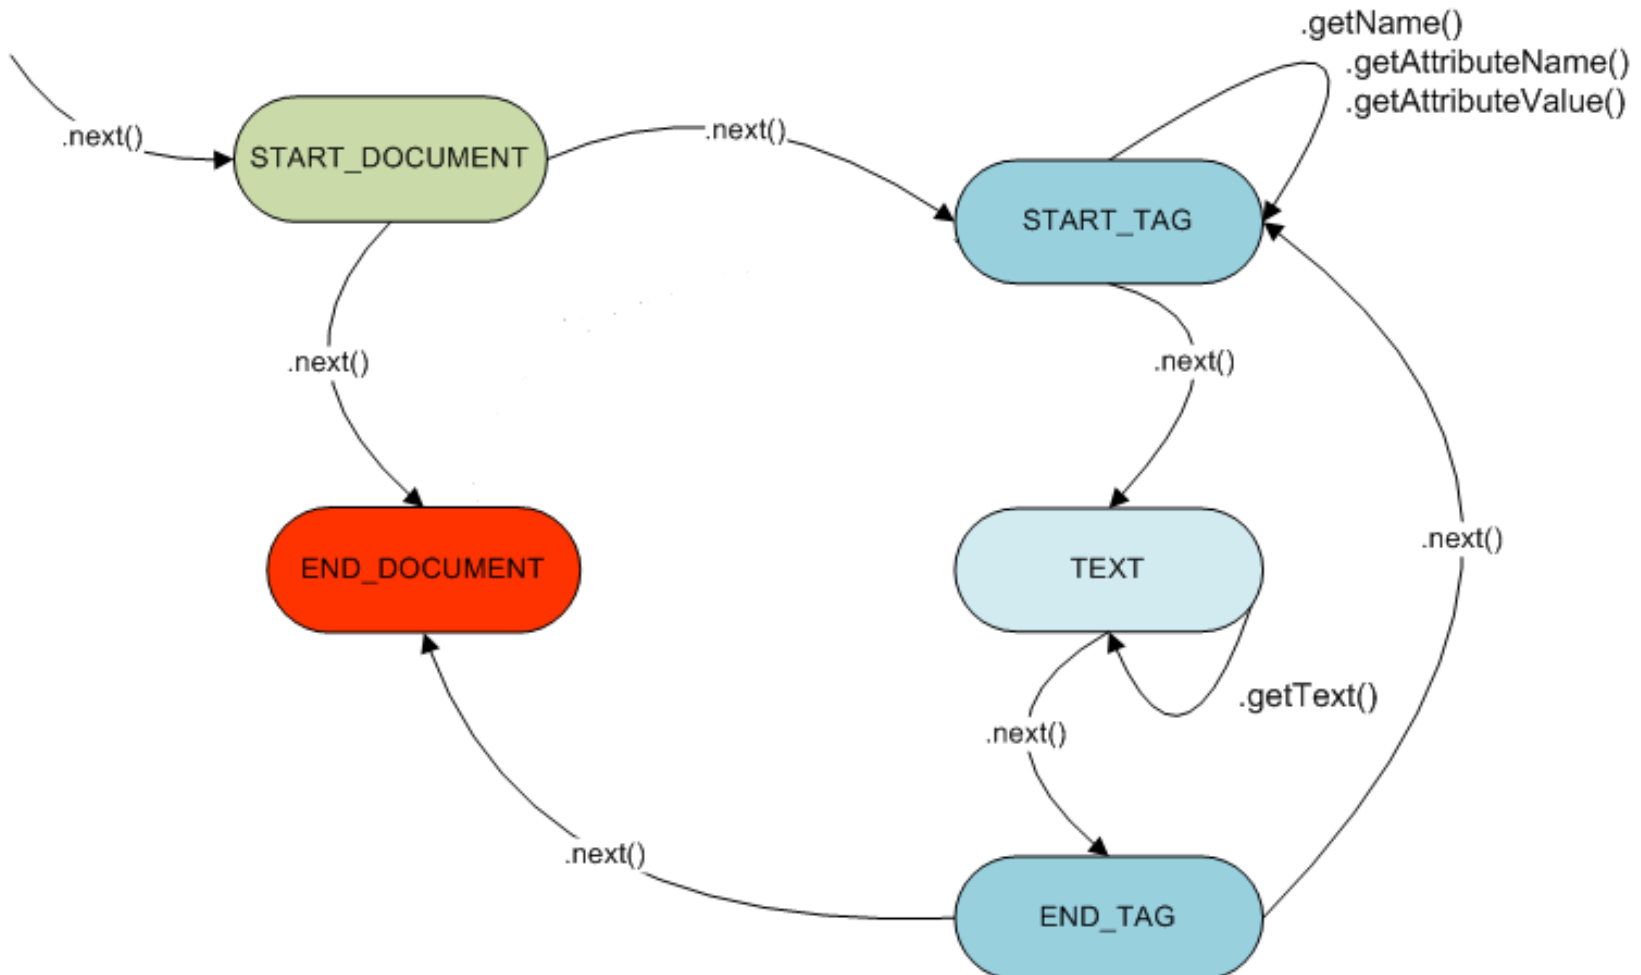 .getName()
.getAttributeName()
.getAttributeValue()
.next()
START_DOCUMENT
.next()
START_TAG
.next()
.next()
END_DOCUMENT
TEXT
.next()
.getText()
.next()
.next()
END_TAG